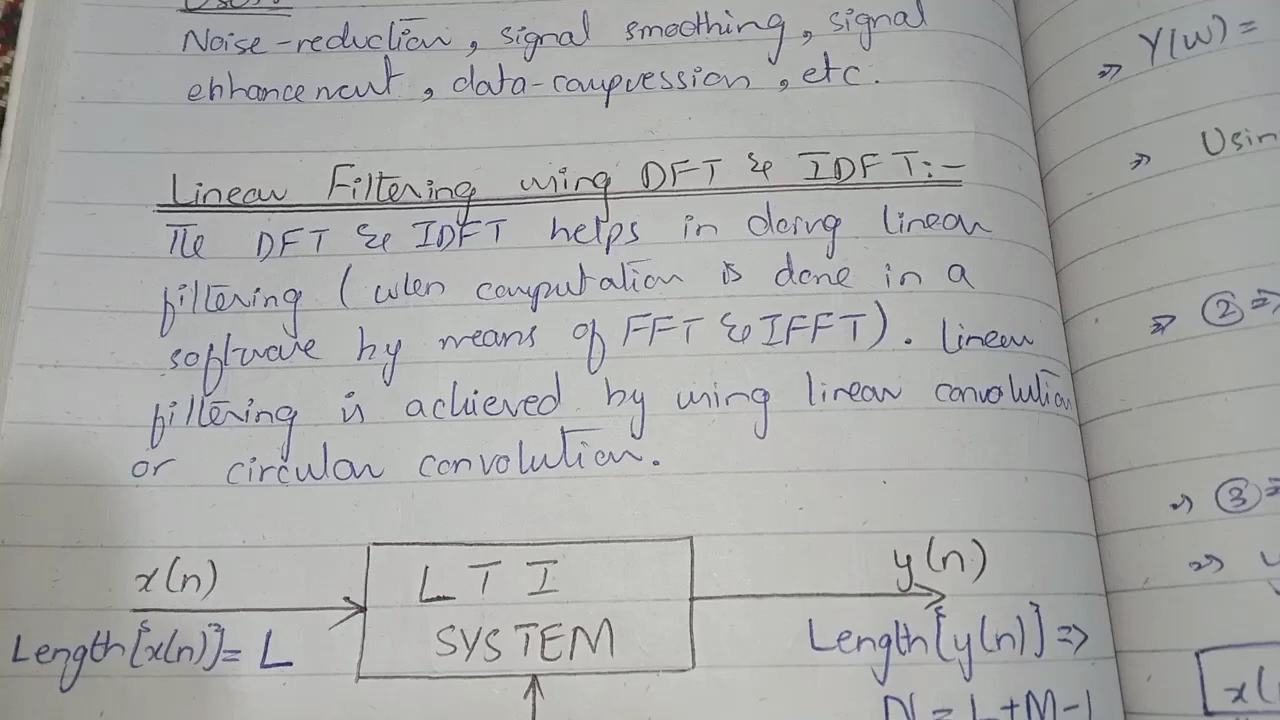 Uses:
Noise-reduction, signal smoothing, signal
enhancement, data-compression, etc.
Linear Filtering using DFT & IDFT:-
The DFT & IDFT helps in doing linear
filtering (when computation is done in a
software by means of FFT & IFFT). Linear
filtering is achieved by using linear convolution
or circular convolution.
x(n)
Length[{x(n)}] = L
LTI
SYSTEM
y(n)
Length[{y(n)}] =>
N = L+M-1
=> Y(W) =
=> Usin
=> ② =>
=> ③ =
=>
x(